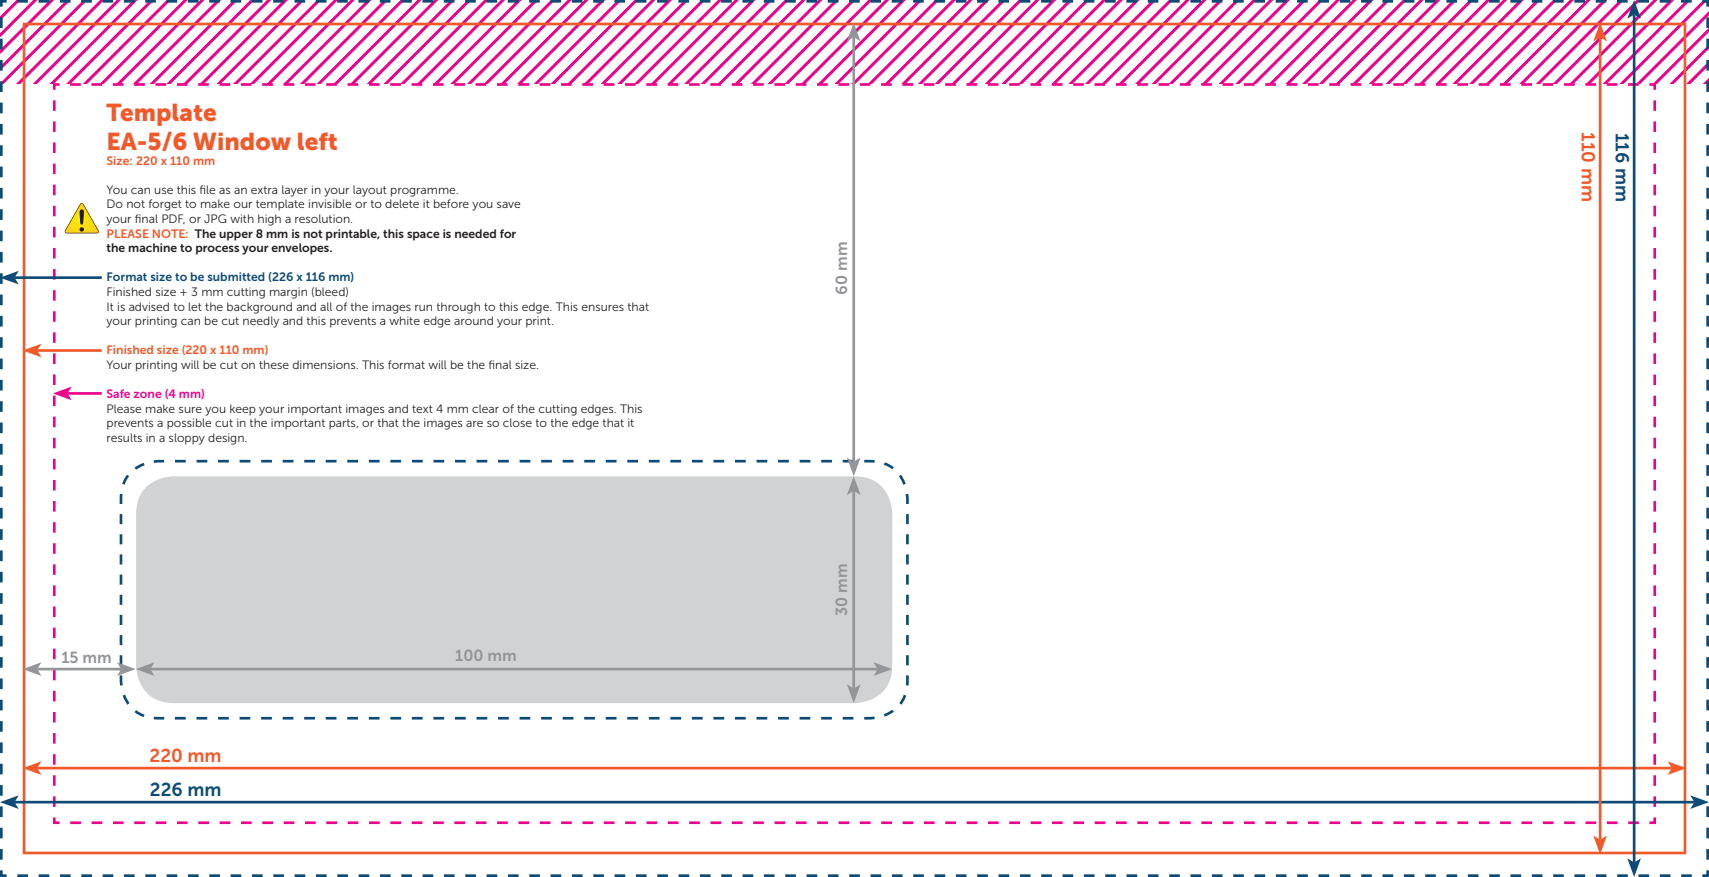 Template
EA-5/6 Window left
Size: 220 x 110 mm
You can use this file as an extra layer in your layout programme.
Do not forget to make our template invisible or to delete it before you save
your final PDF, or JPG with high a resolution.
PLEASE NOTE: The upper 8 mm is not printable, this space is needed for
the machine to process your envelopes.
Format size to be submitted (226 x 116 mm)
Finished size + 3 mm cutting margin (bleed)
It is advised to let the background and all of the images run through to this edge. This ensures that
your printing can be cut needly and this prevents a white edge around your print.
Finished size (220 x 110 mm)
Your printing will be cut on these dimensions. This format will be the final size.
Safe zone (4 mm)
Please make sure you keep your important images and text 4 mm clear of the cutting edges. This
prevents a possible cut in the important parts, or that the images are so close to the edge that it
results in a sloppy design.
60 mm
110 mm
116 mm
30 mm
15 mm
100 mm
220 mm
226 mm